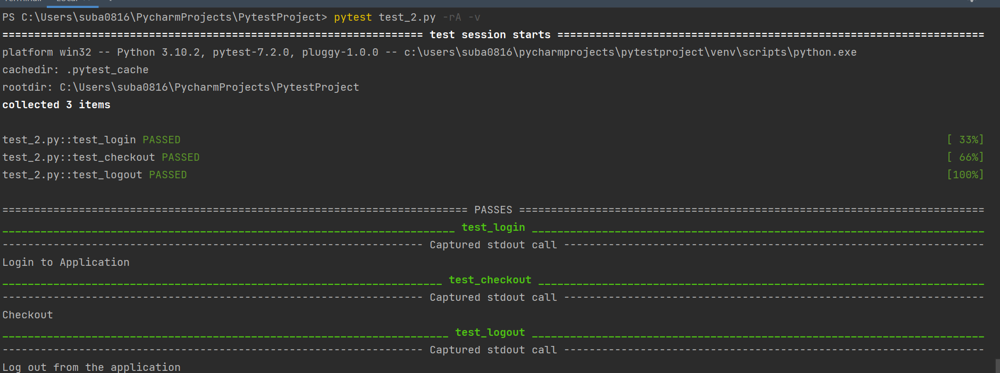 Terminal Local
PS C:\Users\suba0816\PycharmProjects\PytestProject> pytest test_2.py -rA -v
================================================================== test session starts ===================================================================
platform win32 -- Python 3.10.2, pytest-7.2.0, pluggy-1.0.0 -- c:\users\suba0816\pycharmprojects\pytestproject\venv\scripts\python.exe
cachedir: .pytest_cache
rootdir: C:\Users\suba0816\PycharmProjects\PytestProject
collected 3 items
test_2.py::test_login PASSED [ 33%]
test_2.py::test_checkout PASSED [ 66%]
test_2.py::test_logout PASSED [100%]
========================================================================= PASSES =========================================================================
_______________________________________________________________________ test_login _______________________________________________________________________
------------------------------------------------------------------ Captured stdout call ------------------------------------------------------------------
Login to Application
_____________________________________________________________________ test_checkout ______________________________________________________________________
------------------------------------------------------------------ Captured stdout call ------------------------------------------------------------------
Checkout
______________________________________________________________________ test_logout _______________________________________________________________________
------------------------------------------------------------------ Captured stdout call ------------------------------------------------------------------
Log out from the application